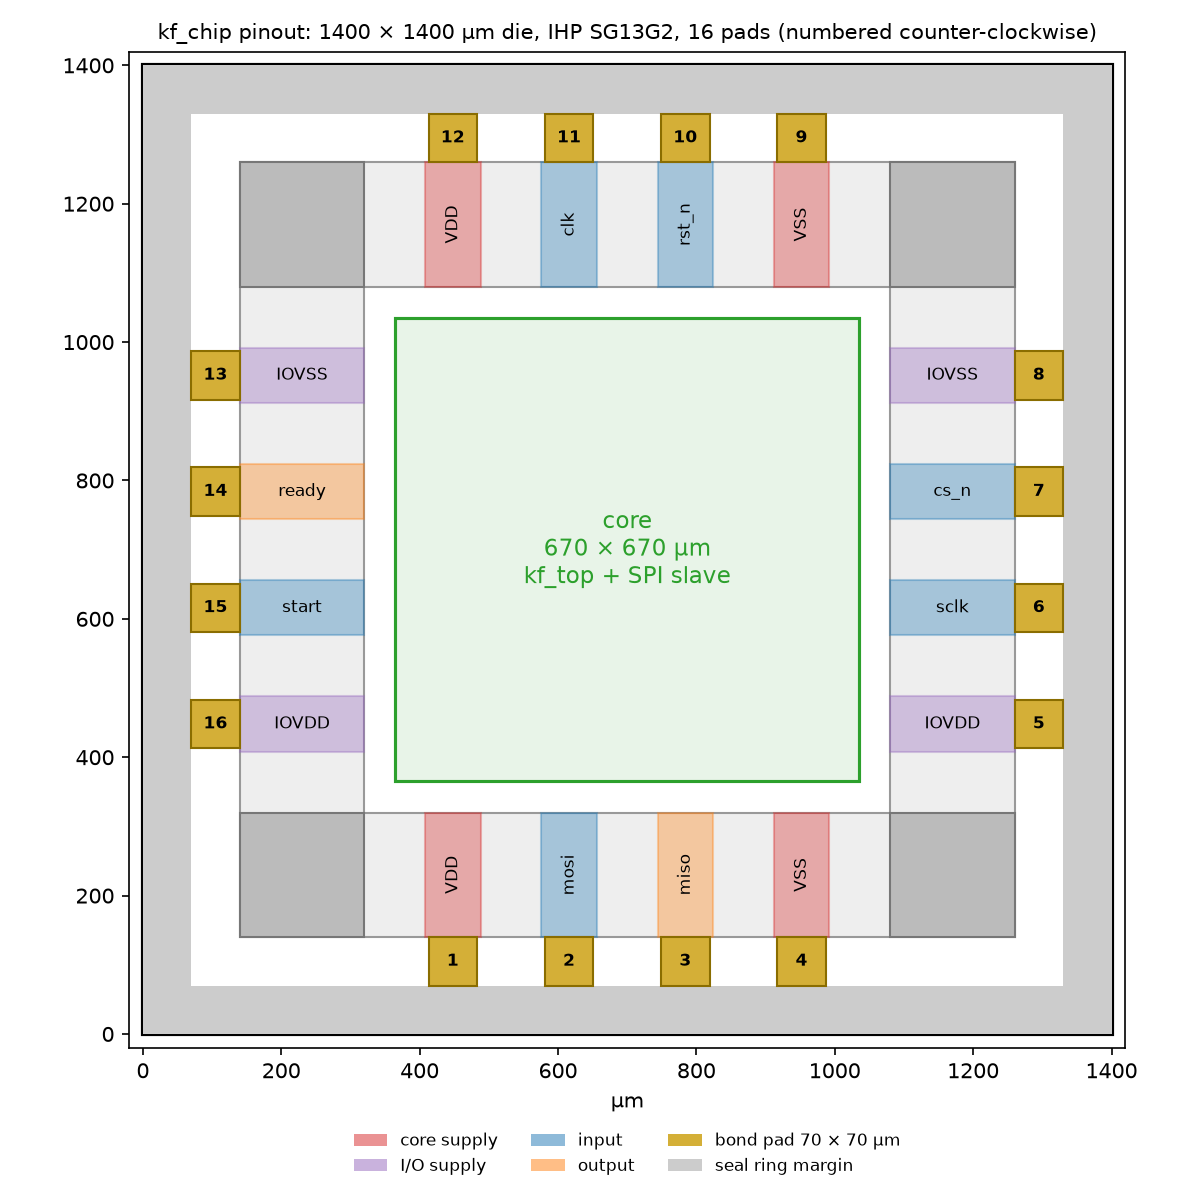 kf_chip pinout: 1400 × 1400 µm die, IHP SG13G2, 16 pads (numbered counter-clockwise)
1400
1200
1000
800
600
400
200
0
12
11
10
9
VDD
clk
rst_n
VSS
13
IOVSS
IOVSS
8
14
ready
cs_n
7
core
670 × 670 µm
kf_top + SPI slave
15
start
sclk
6
16
IOVDD
IOVDD
5
VDD
mosi
miso
VSS
1
2
3
4
0
200
400
600
800
1000
1200
1400
µm
core supply
input
bond pad 70 × 70 µm
I/O supply
output
seal ring margin